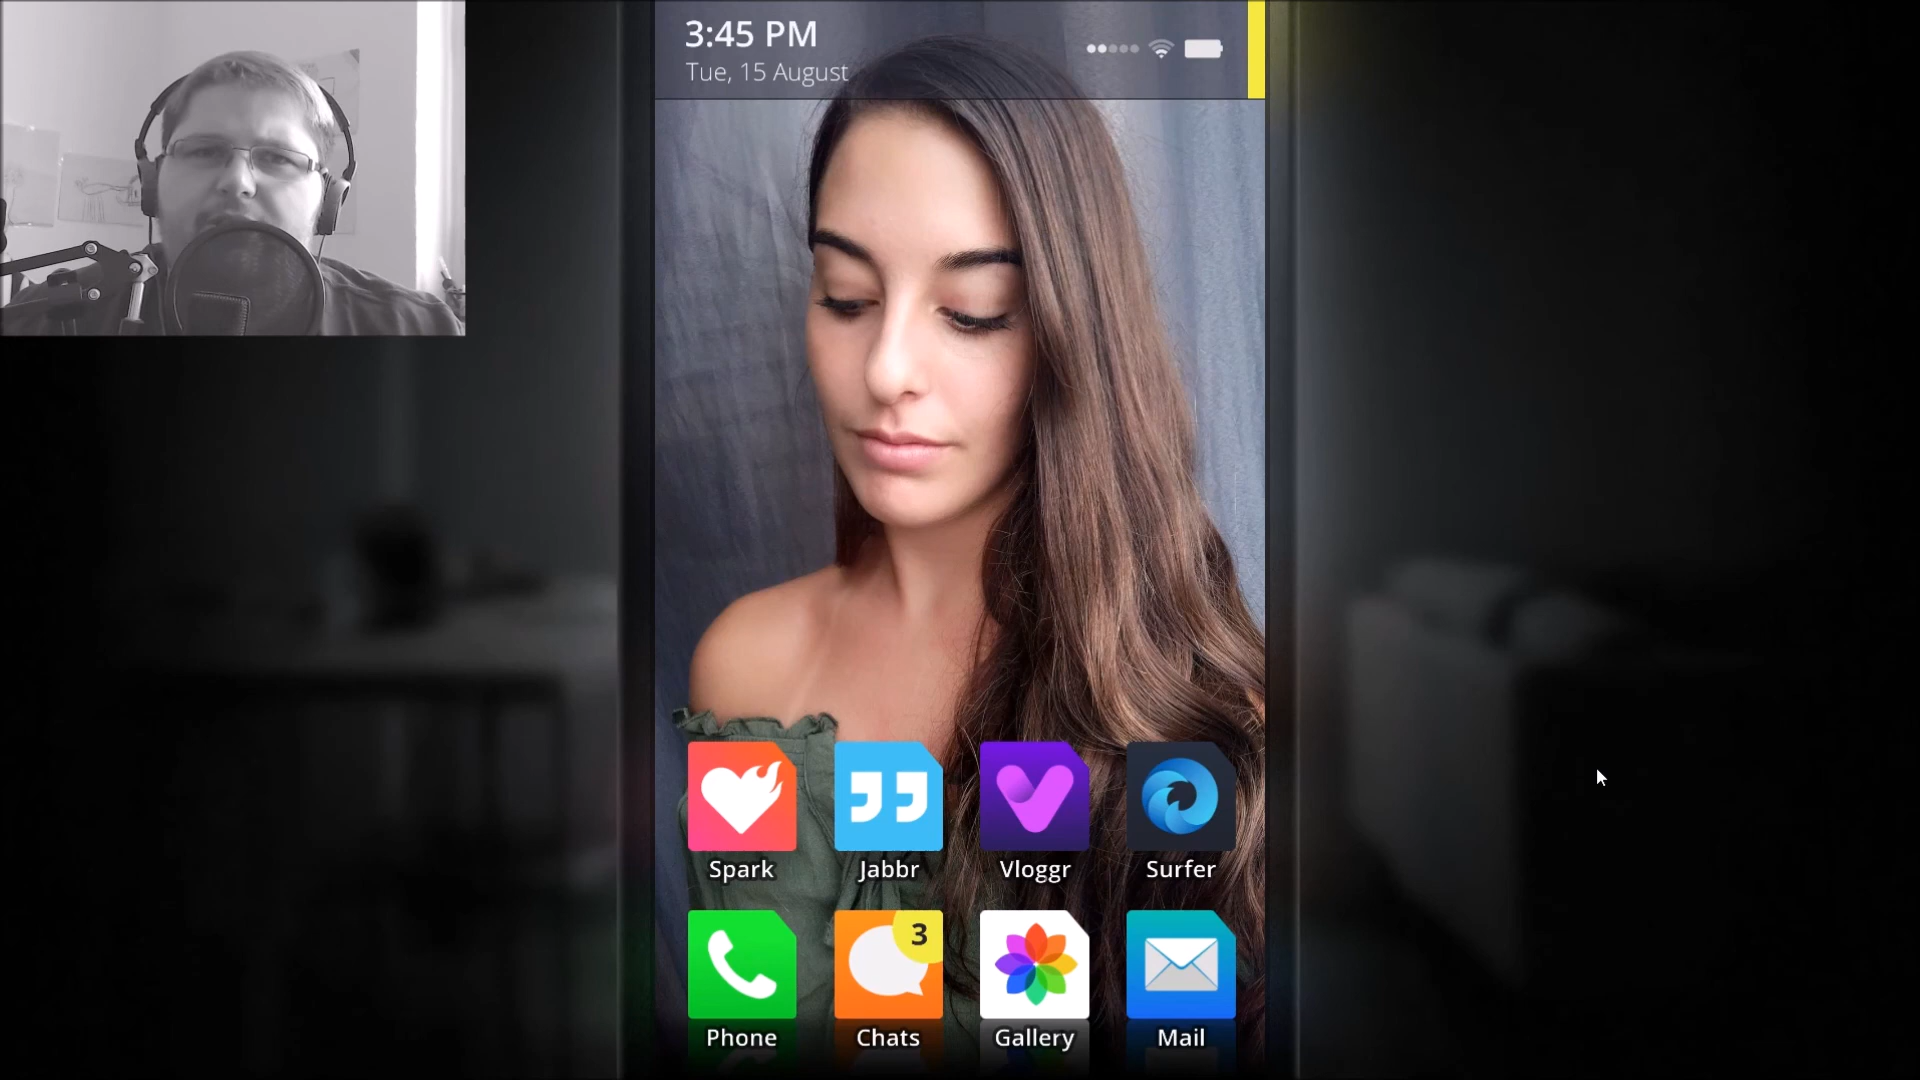 3:45 PM
Tue, 15 August
Spark
Jabbr
Vloggr
Surfer
3
Phone
Chats
Gallery
Mail